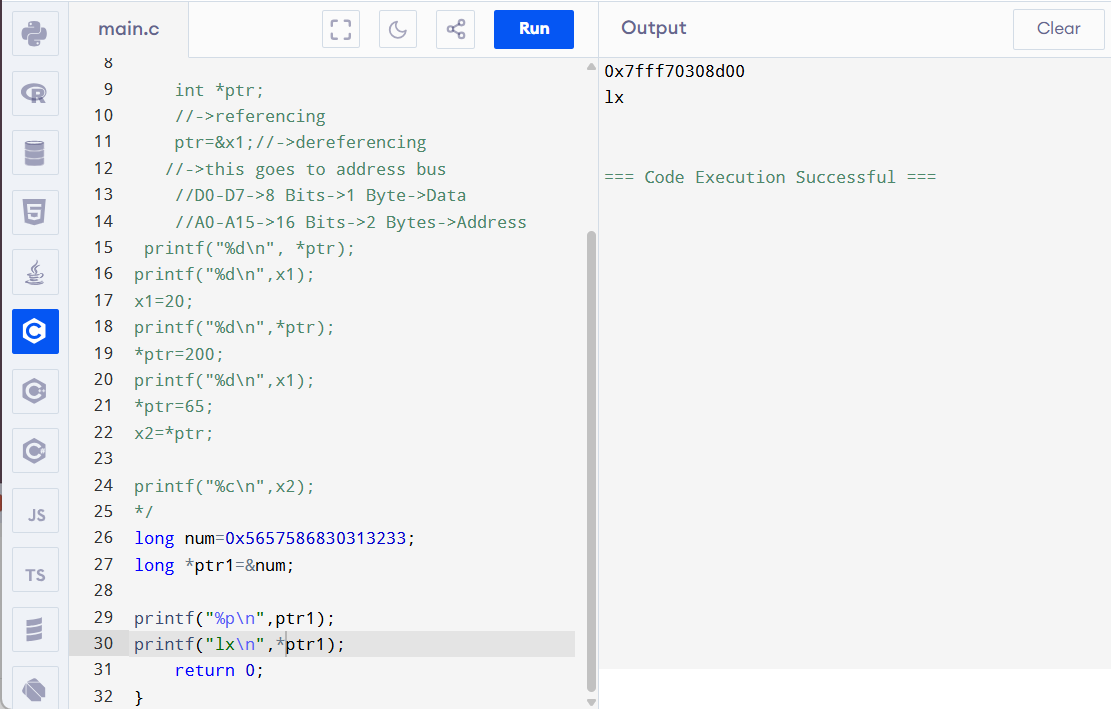 main.c
Run
Output
Clear
8
9 int *ptr;
10 //->referencing
11 ptr=&x1;//->dereferencing
12 //->this goes to address bus
13 //D0-D7->8 Bits->1 Byte->Data
14 //A0-A15->16 Bits->2 Bytes->Address
15 printf("%d\n", *ptr);
16 printf("%d\n",x1);
17 x1=20;
18 printf("%d\n",*ptr);
19 *ptr=200;
20 printf("%d\n",x1);
21 *ptr=65;
22 x2=*ptr;
23
24 printf("%c\n",x2);
25 */
26 long num=0x5657586830313233;
27 long *ptr1=&num;
28
29 printf("%p\n",ptr1);
30 printf("lx\n",*ptr1);
31 return 0;
32 }
0x7fff70308d00
lx
=== Code Execution Successful ===
R
5
C
C
C
JS
TS